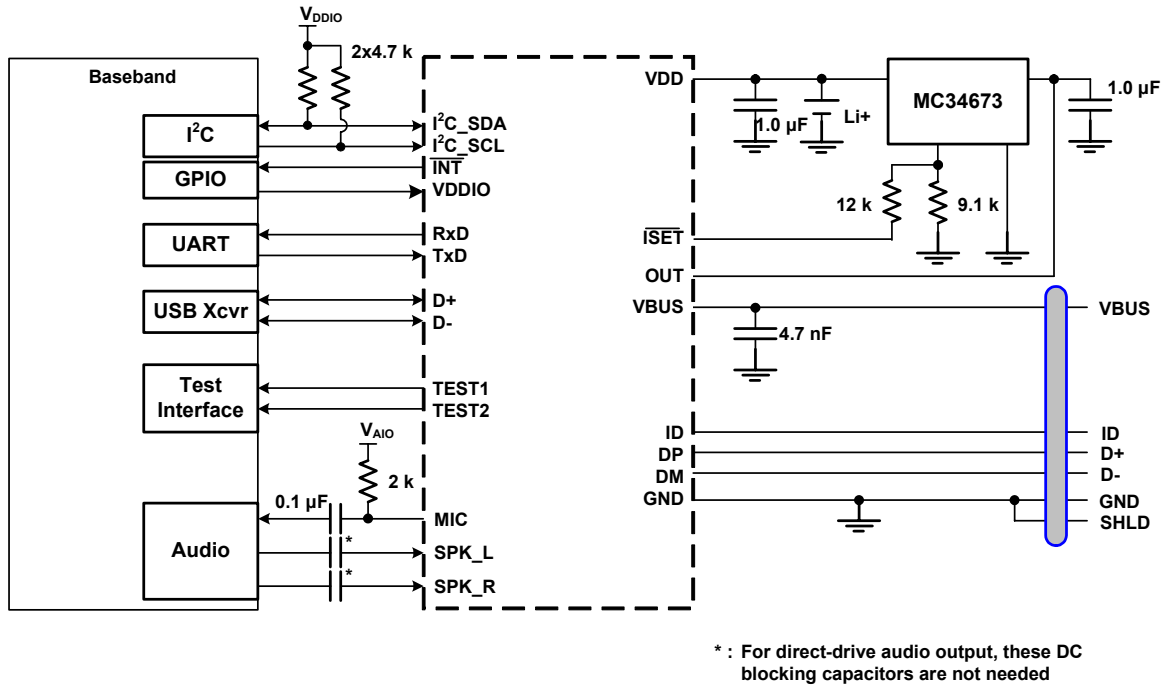 V_DDIO
2x4.7 k
Baseband
I²C
GPIO
UART
USB Xcvr
Test
Interface
Audio
I²C_SDA
I²C_SCL
INT
VDDIO
RxD
TxD
D+
D-
TEST1
TEST2
V_AIO
2 k
0.1 µF
MIC
*
SPK_L
*
SPK_R
VDD
1.0 µF
Li+
MC34673
1.0 µF
12 k
9.1 k
ISET
OUT
VBUS
4.7 nF
VBUS
ID
DP
DM
GND
ID
D+
D-
GND
SHLD
* : For direct-drive audio output, these DC
blocking capacitors are not needed